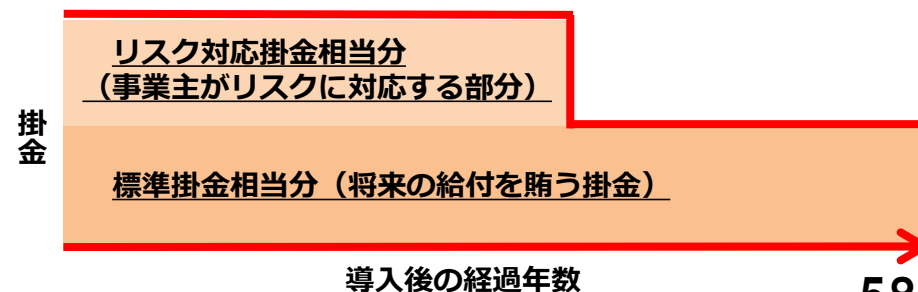 リスク対応掛金相当分
（事業主がリスクに対応する部分）
掛金
標準掛金相当分（将来の給付を賄う掛金）
導入後の経過年数
58